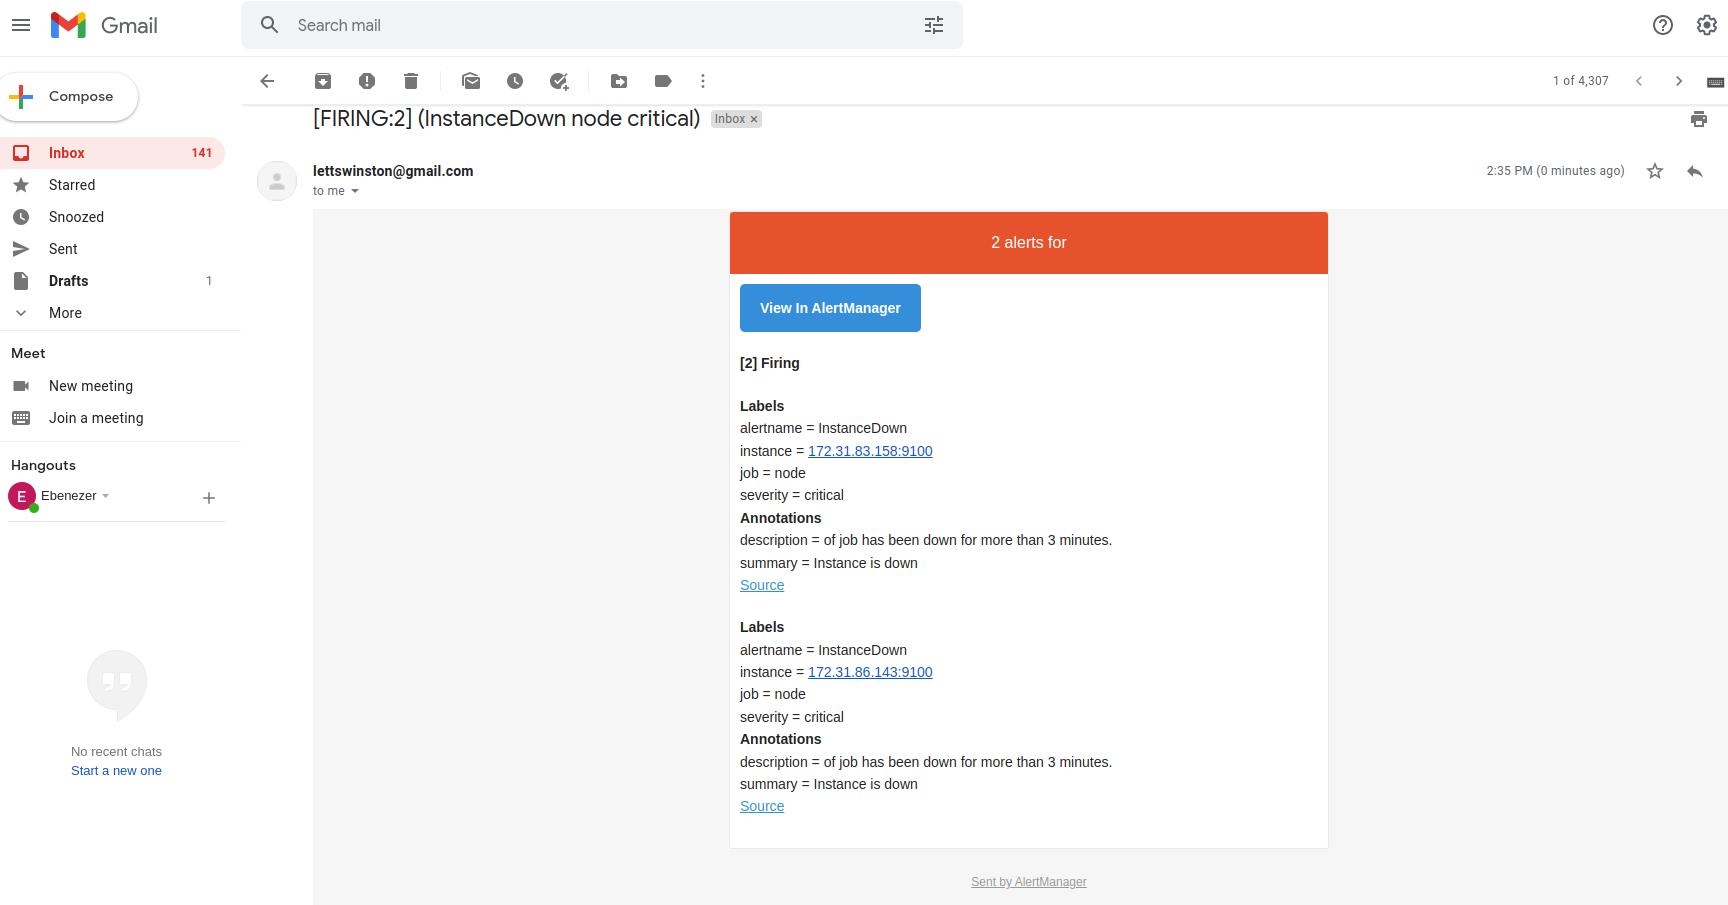 Gmail
Search mail
Compose
1 of 4,307
[FIRING:2] (InstanceDown node critical) Inbox ×
Inbox 141
Starred
Snoozed
Sent
Drafts 1
More
Meet
New meeting
Join a meeting
Hangouts
E Ebenezer
No recent chats
Start a new one
lettswinston@gmail.com
2:35 PM (0 minutes ago)
to me
2 alerts for
View In AlertManager
[2] Firing
Labels
alertname = InstanceDown
instance = 172.31.83.158:9100
job = node
severity = critical
Annotations
description = of job has been down for more than 3 minutes.
summary = Instance is down
Source
Labels
alertname = InstanceDown
instance = 172.31.86.143:9100
job = node
severity = critical
Annotations
description = of job has been down for more than 3 minutes.
summary = Instance is down
Source
Sent by AlertManager